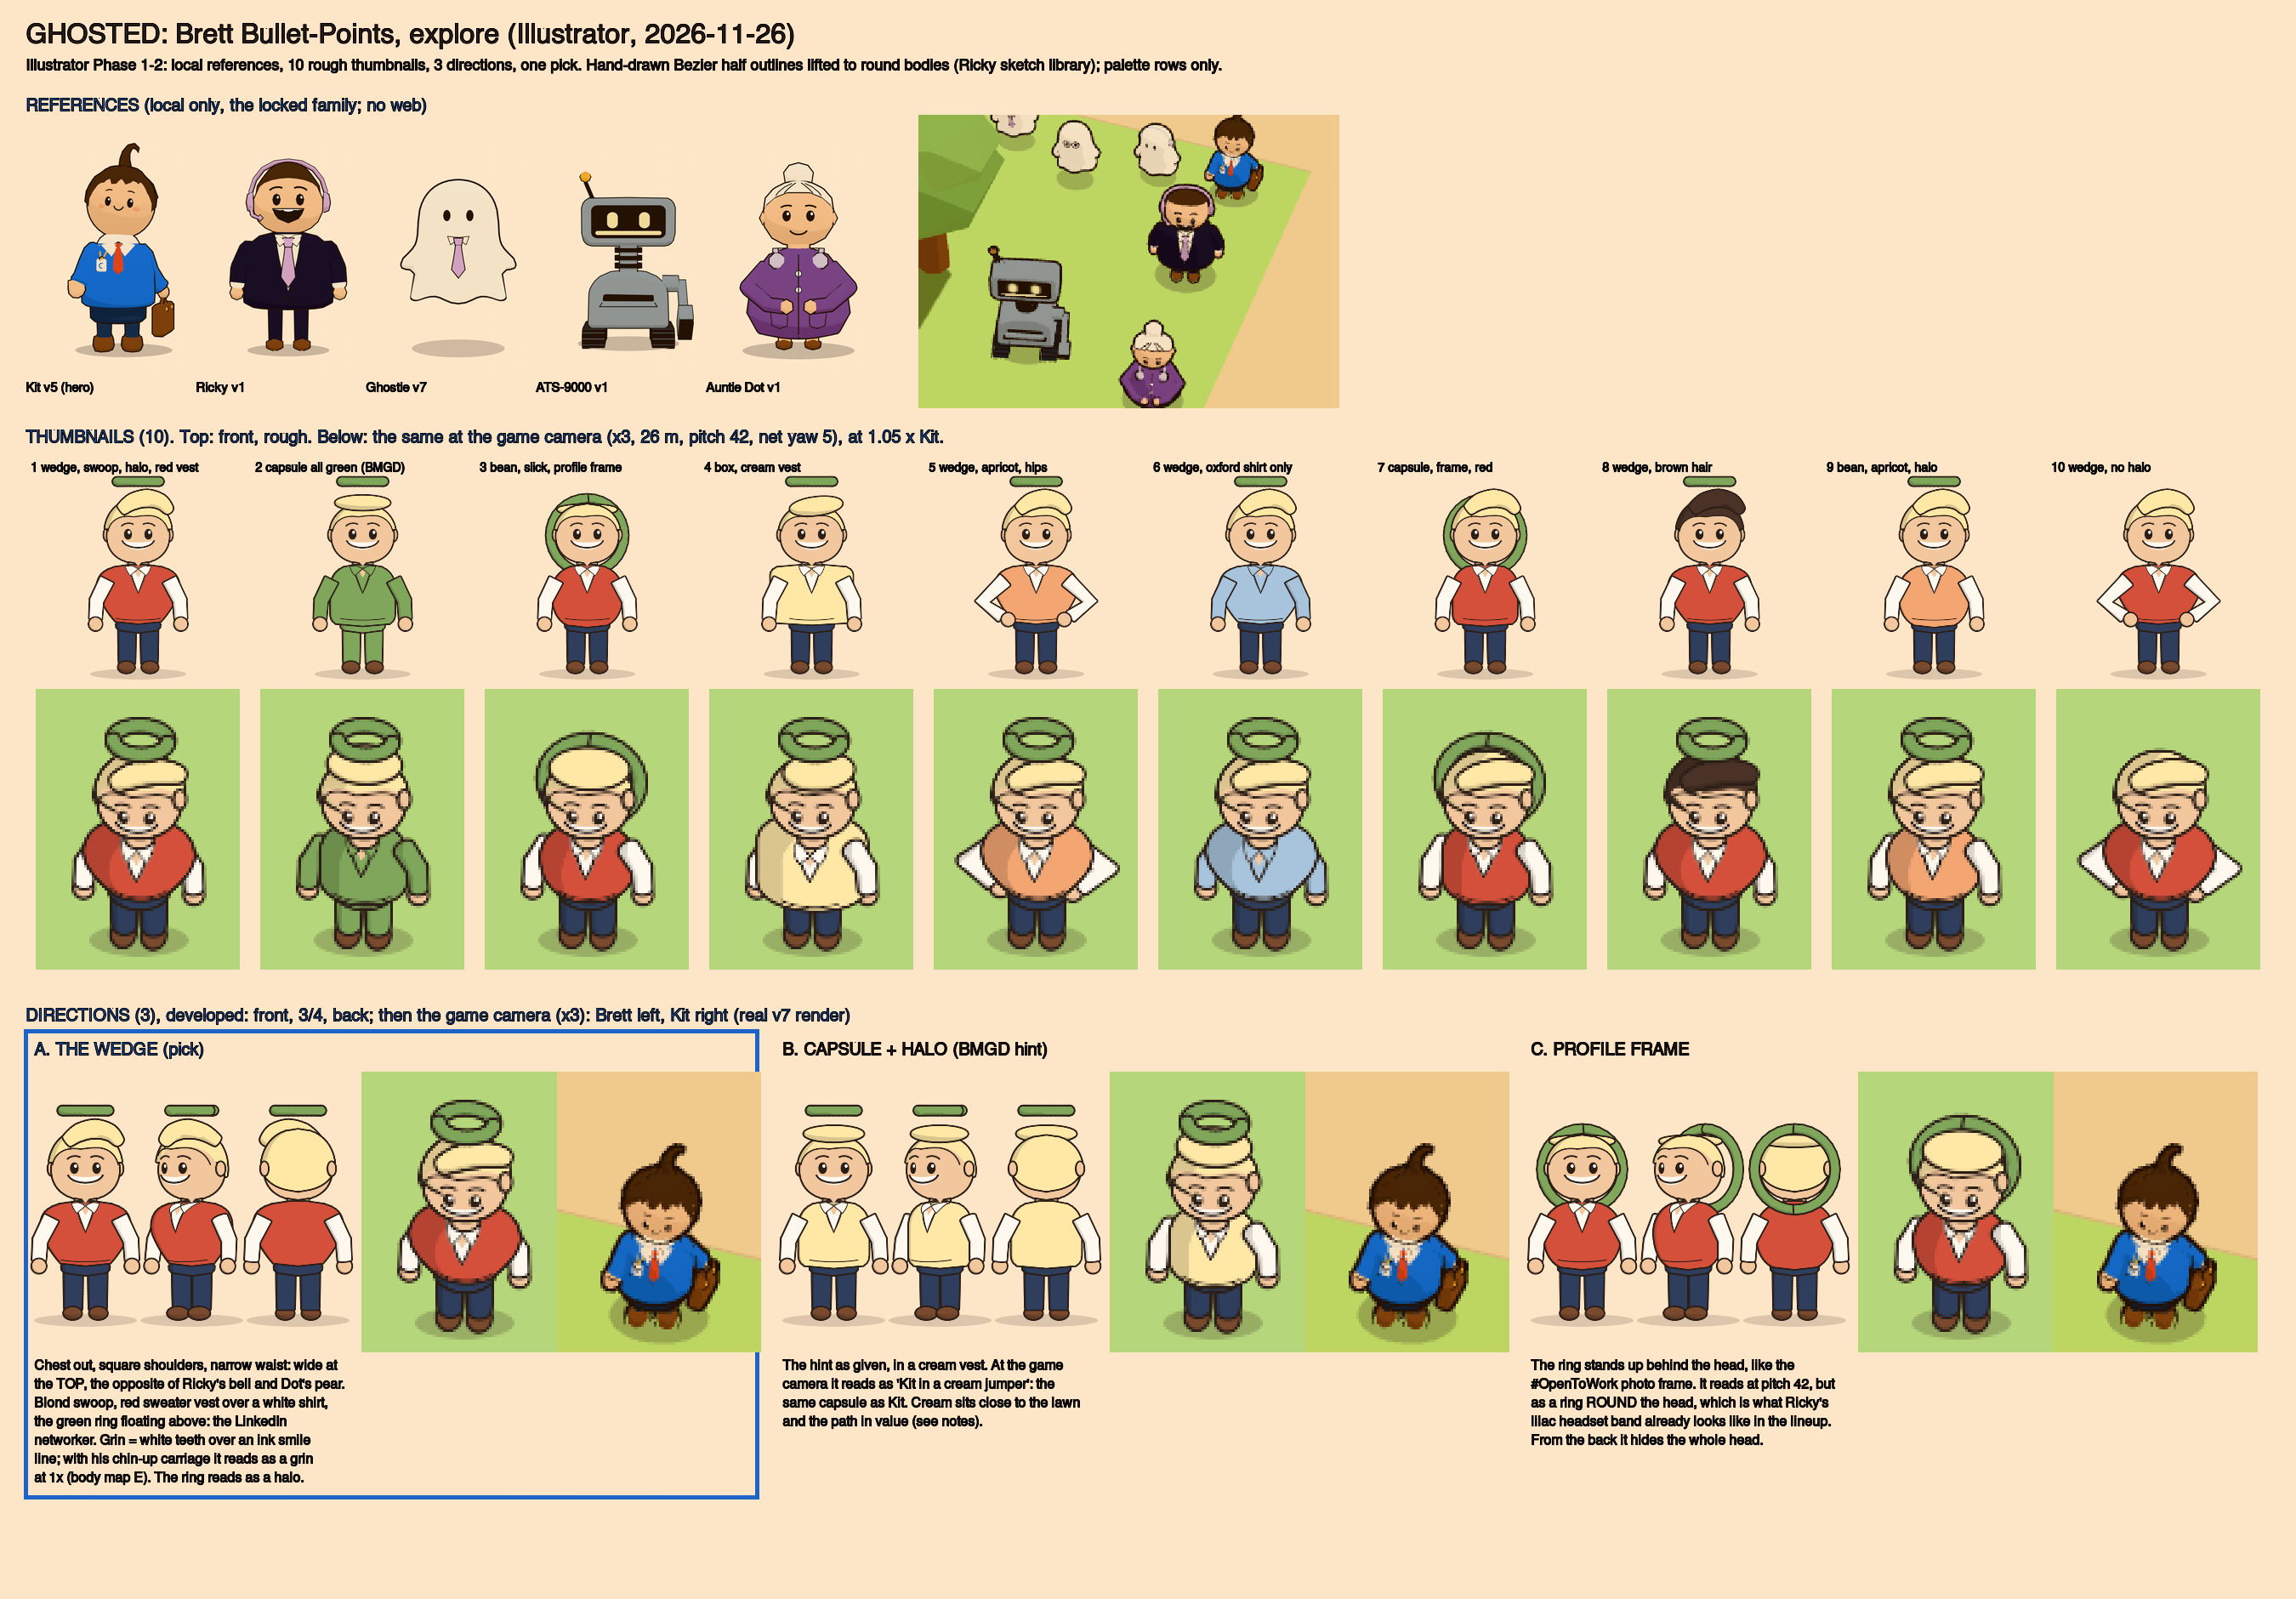 GHOSTED: Brett Bullet-Points, explore (Illustrator, 2026-11-26)
Illustrator Phase 1-2: local references, 10 rough thumbnails, 3 directions, one pick. Hand-drawn Bezier half outlines lifted to round bodies (Ricky sketch library); palette rows only.
REFERENCES (local only, the locked family; no web)
Kit v5 (hero)
Ricky v1
Ghostie v7
ATS-9000 v1
Auntie Dot v1
THUMBNAILS (10). Top: front, rough. Below: the same at the game camera (x3, 26 m, pitch 42, net yaw 5), at 1.05 x Kit.
1 wedge, swoop, halo, red vest
2 capsule all green (BMGD)
3 bean, slick, profile frame
4 box, cream vest
5 wedge, apricot, hips
6 wedge, oxford shirt only
7 capsule, frame, red
8 wedge, brown hair
9 bean, apricot, halo
10 wedge, no halo
DIRECTIONS (3), developed: front, 3/4, back; then the game camera (x3): Brett left, Kit right (real v7 render)
A. THE WEDGE (pick)
Chest out, square shoulders, narrow waist: wide at
the TOP, the opposite of Ricky's bell and Dot's pear.
Blond swoop, red sweater vest over a white shirt,
the green ring floating above: the LinkedIn
networker. Grin = white teeth over an ink smile
line; with his chin-up carriage it reads as a grin
at 1x (body map E). The ring reads as a halo.
B. CAPSULE + HALO (BMGD hint)
The hint as given, in a cream vest. At the game
camera it reads as 'Kit in a cream jumper': the
same capsule as Kit. Cream sits close to the lawn
and the path in value (see notes).
C. PROFILE FRAME
The ring stands up behind the head, like the
#OpenToWork photo frame. It reads at pitch 42, but
as a ring ROUND the head, which is what Ricky's
lilac headset band already looks like in the lineup.
From the back it hides the whole head.